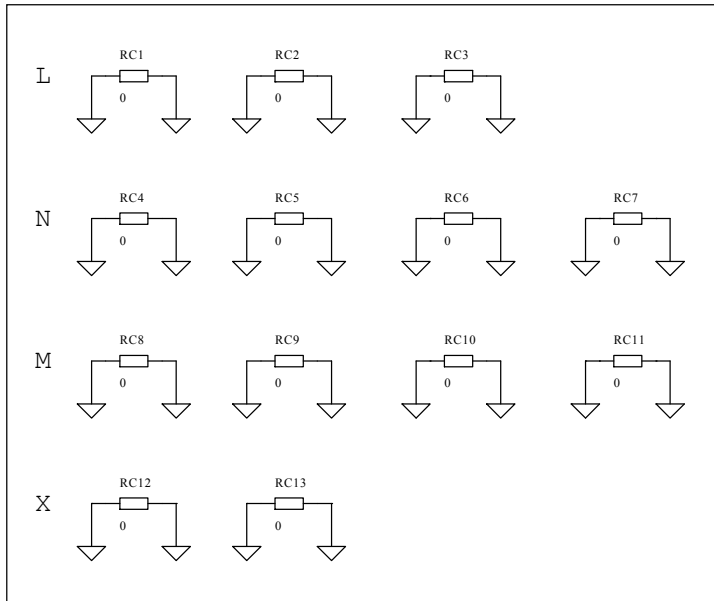 RC1 RC2 RC3
L
0 0 0
RC4 RC5 RC6 RC7
N
0 0 0 0
RC8 RC9 RC10 RC11
M
0 0 0 0
RC12 RC13
X
0 0